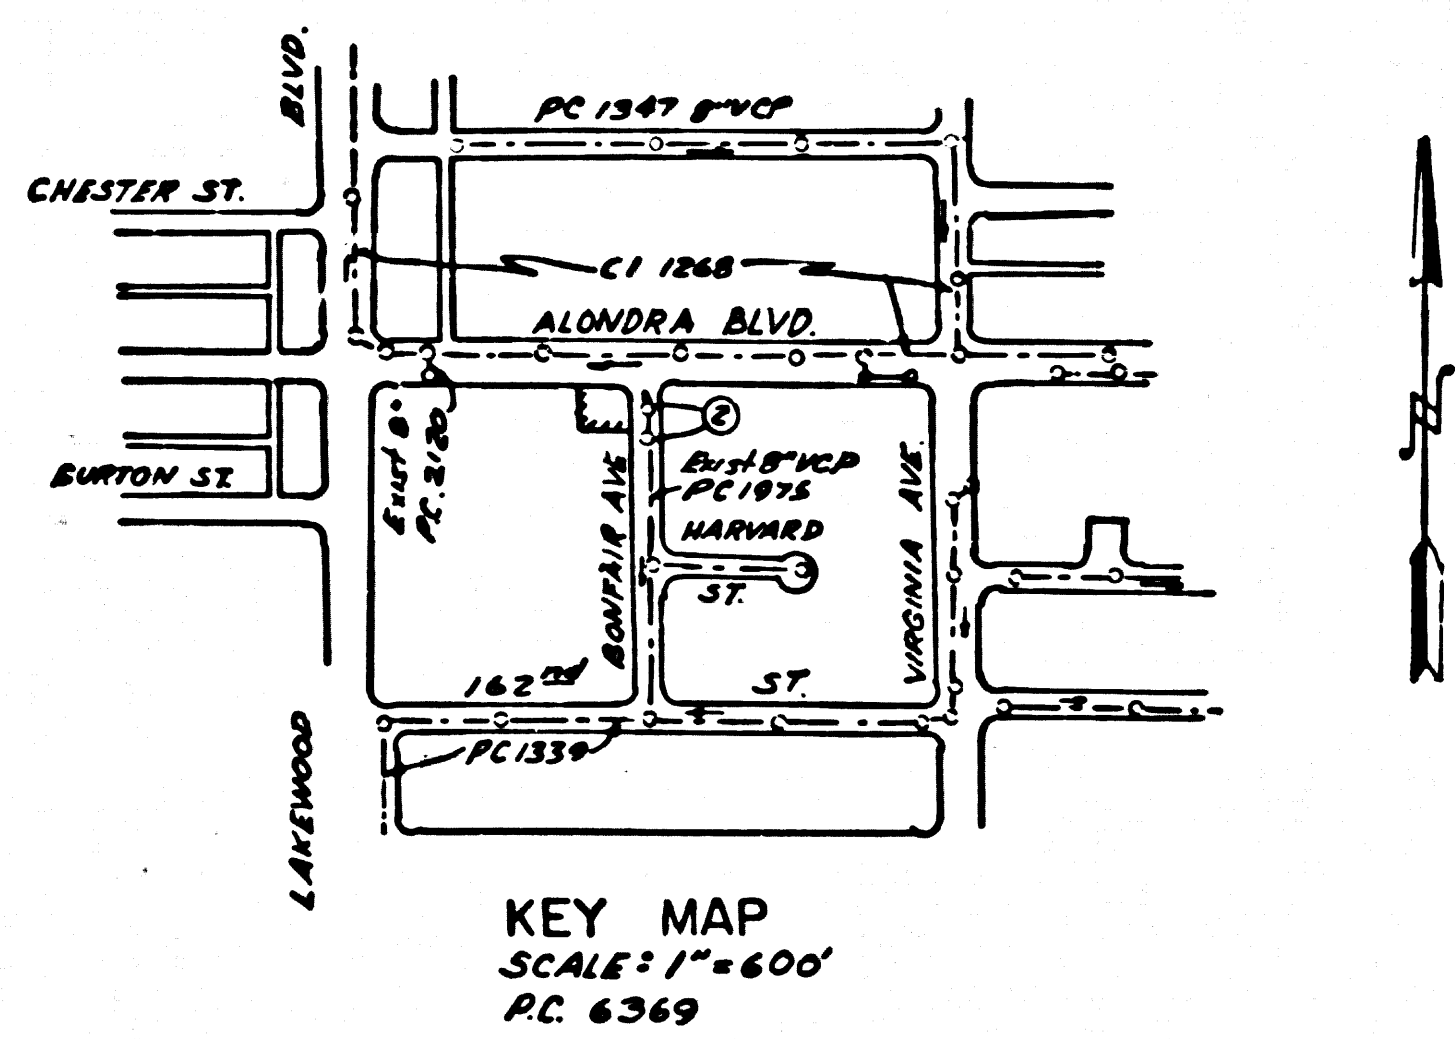 BLVD.
PC 1347 8"VCP
CHESTER ST.
CI 1268
ALONDRA BLVD.
2
EXIST 8"
PC. 2120
EXIST 8"VCP
PC 1975
BURTON ST.
BONFAIR AVE
HARVARD
ST.
VIRGINIA AVE.
162nd ST.
PC 1339
LAKEWOOD
KEY MAP
SCALE: 1"=600'
P.C. 6369